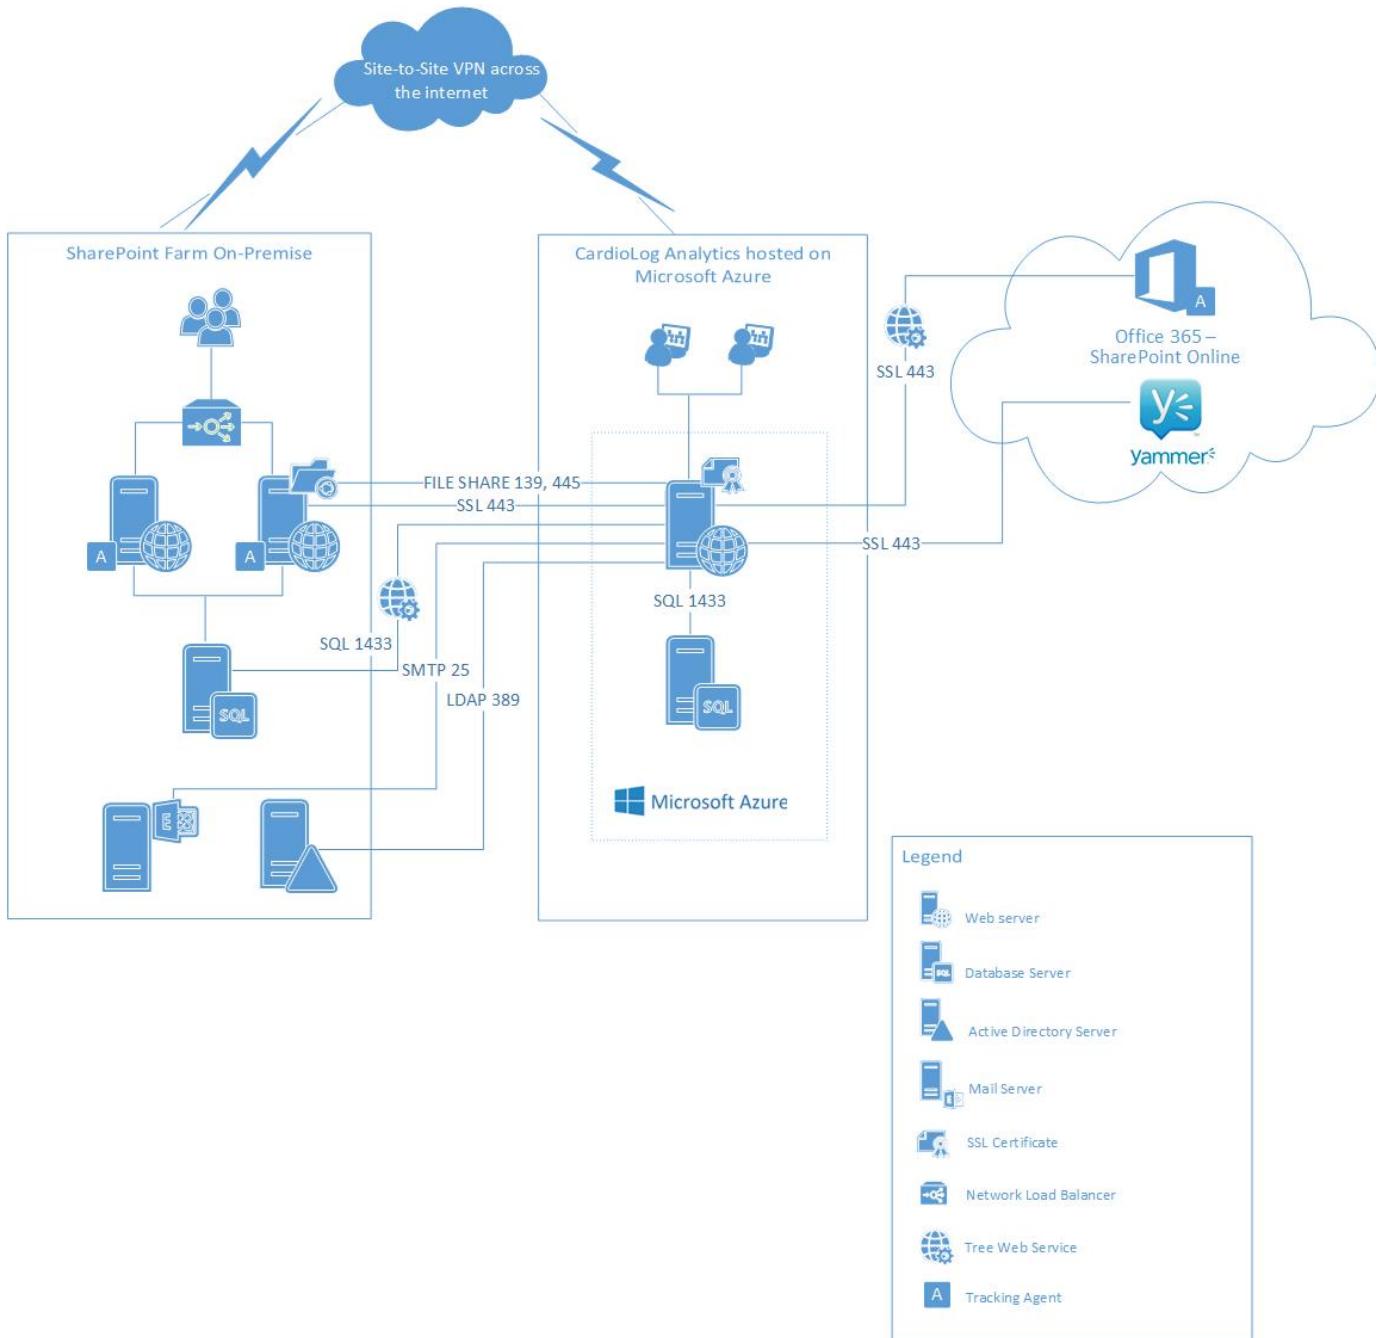 Site-to-Site VPN across
the internet
SharePoint Farm On-Premise
CardioLog Analytics hosted on
Microsoft Azure
A
Office 365 –
SharePoint Online
SSL 443
yammer
FILE SHARE 139, 445
SSL 443
A
A
SSL 443
SQL 1433
SQL 1433
SMTP 25
LDAP 389
SQL
SQL
E
Microsoft Azure
Legend
Web server
SQL
Database Server
Active Directory Server
E
Mail Server
SSL Certificate
Network Load Balancer
Tree Web Service
A
Tracking Agent